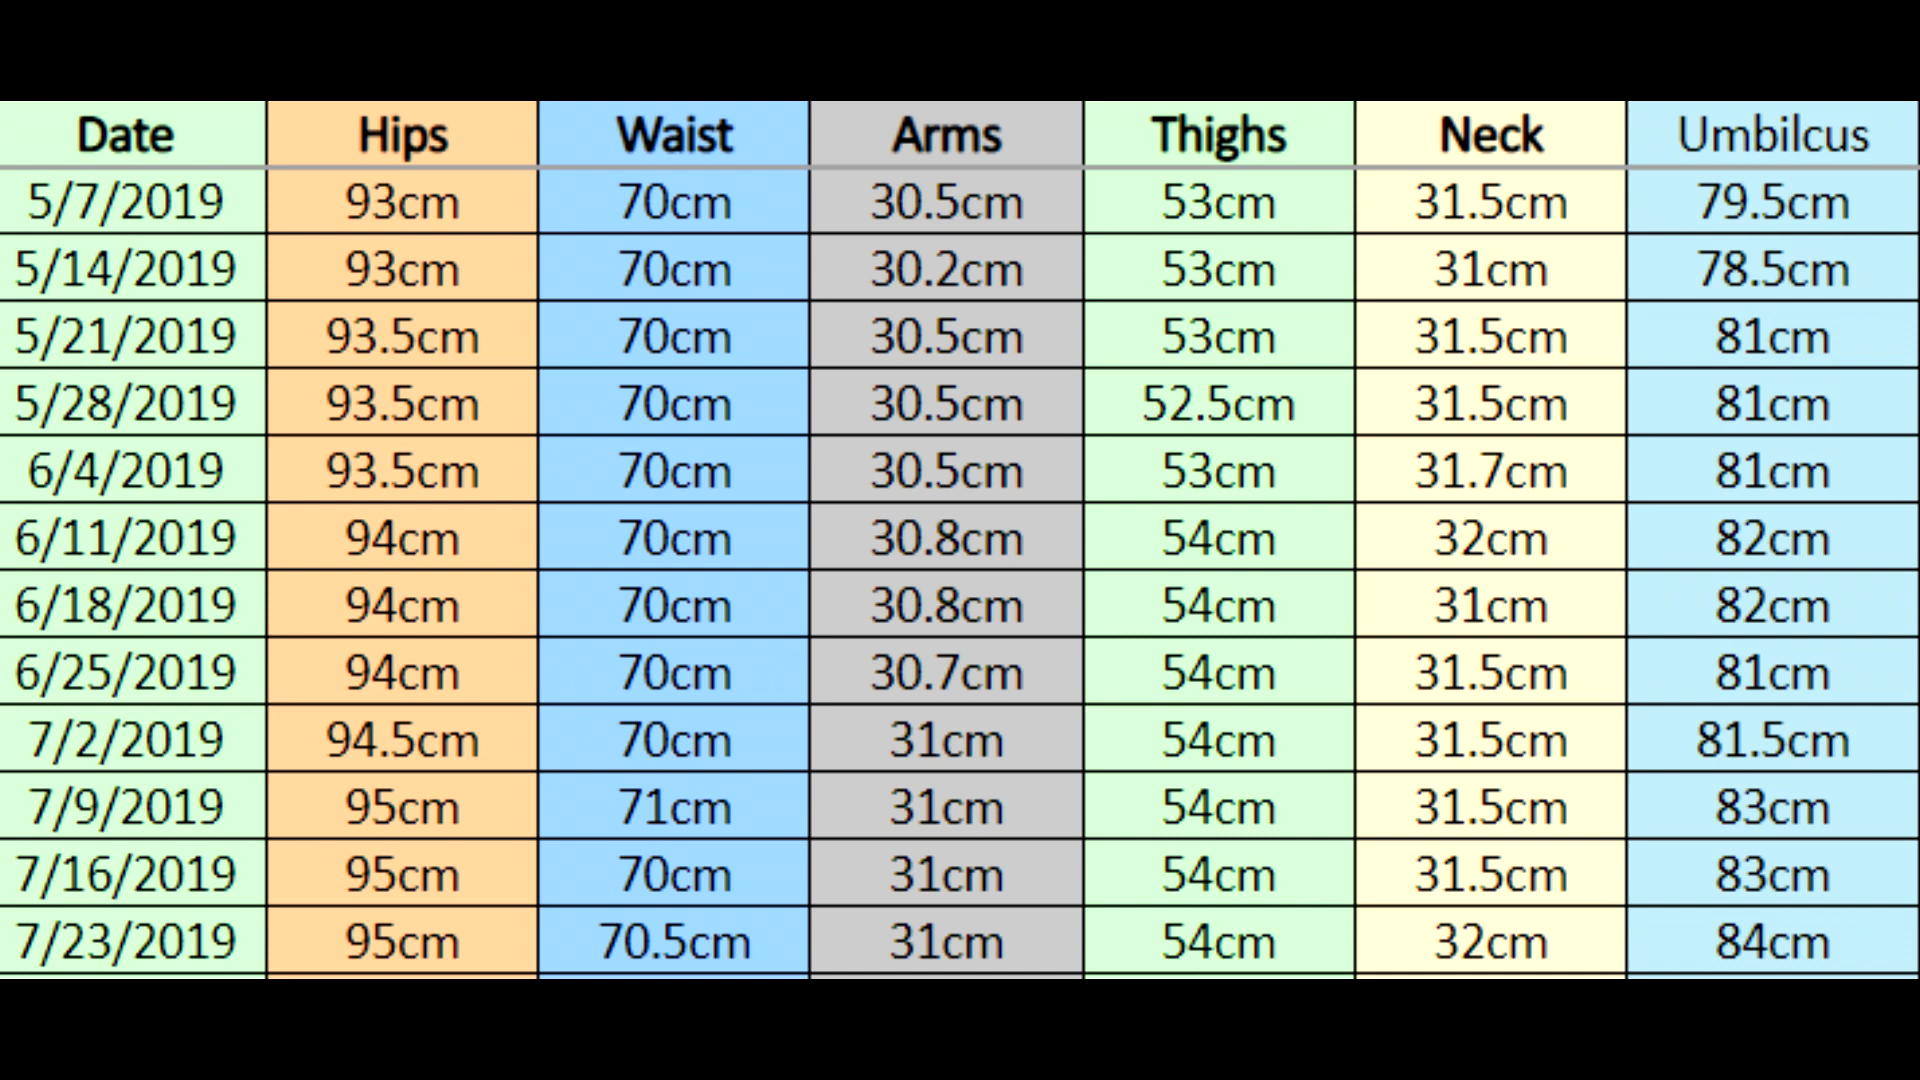 Date Hips Waist Arms Thighs Neck Umbilcus
5/7/2019 93cm 70cm 30.5cm 53cm 31.5cm 79.5cm
5/14/2019 93cm 70cm 30.2cm 53cm 31cm 78.5cm
5/21/2019 93.5cm 70cm 30.5cm 53cm 31.5cm 81cm
5/28/2019 93.5cm 70cm 30.5cm 52.5cm 31.5cm 81cm
6/4/2019 93.5cm 70cm 30.5cm 53cm 31.7cm 81cm
6/11/2019 94cm 70cm 30.8cm 54cm 32cm 82cm
6/18/2019 94cm 70cm 30.8cm 54cm 31cm 82cm
6/25/2019 94cm 70cm 30.7cm 54cm 31.5cm 81cm
7/2/2019 94.5cm 70cm 31cm 54cm 31.5cm 81.5cm
7/9/2019 95cm 71cm 31cm 54cm 31.5cm 83cm
7/16/2019 95cm 70cm 31cm 54cm 31.5cm 83cm
7/23/2019 95cm 70.5cm 31cm 54cm 32cm 84cm